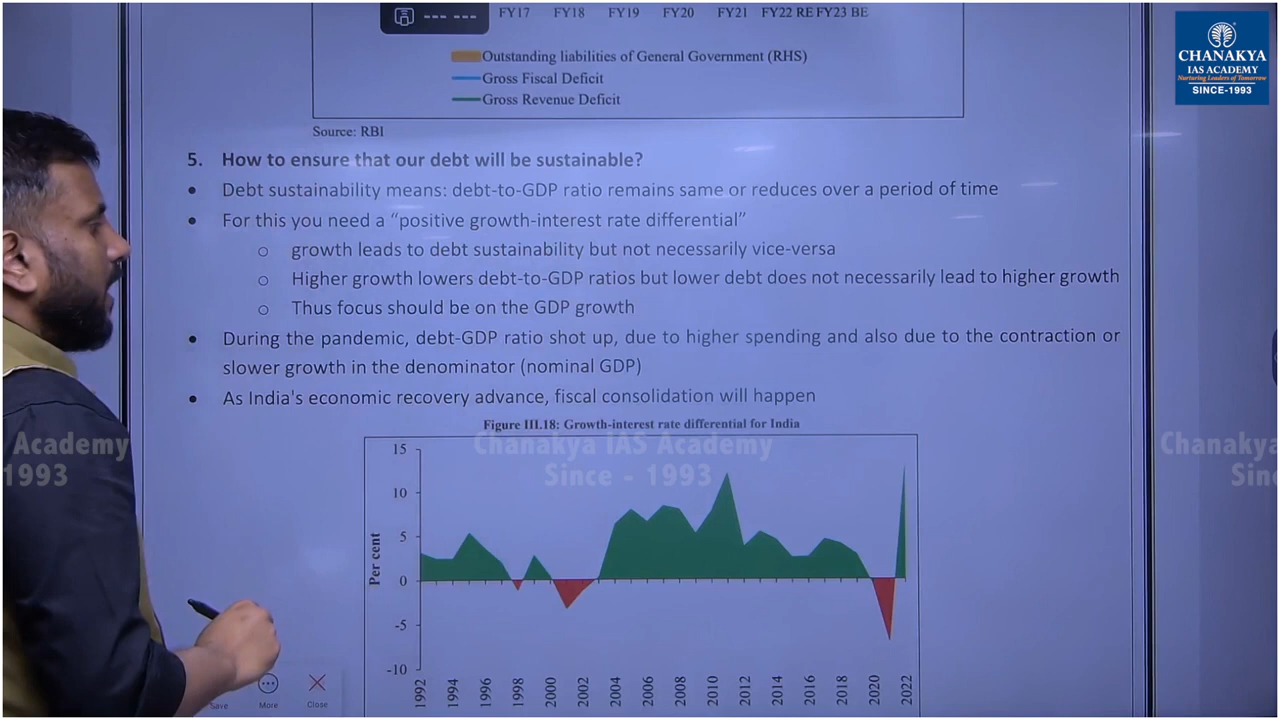 FY17 FY18 FY19 FY20 FY21 FY22 RE FY23 BE
Outstanding liabilities of General Government (RHS)
Gross Fiscal Deficit
Gross Revenue Deficit
Source: RBI
CHANAKYA
IAS ACADEMY
Nurturing Leaders of Tomorrow
SINCE-1993
5. How to ensure that our debt will be sustainable?
• Debt sustainability means: debt-to-GDP ratio remains same or reduces over a period of time
• For this you need a “positive growth-interest rate differential”
o growth leads to debt sustainability but not necessarily vice-versa
o Higher growth lowers debt-to-GDP ratios but lower debt does not necessarily lead to higher growth
o Thus focus should be on the GDP growth
• During the pandemic, debt-GDP ratio shot up, due to higher spending and also due to the contraction or
slower growth in the denominator (nominal GDP)
• As India's economic recovery advance, fiscal consolidation will happen
Figure III.18: Growth-interest rate differential for India
Academy
1993
Chanakya IAS Academy
Since - 1993
Chanaky
Sin
Per cent
15
10
5
0
-5
-10
1992 1994 1996 1998 2000 2002 2004 2006 2008 2010 2012 2014 2016 2018 2020 2022
Save More Close